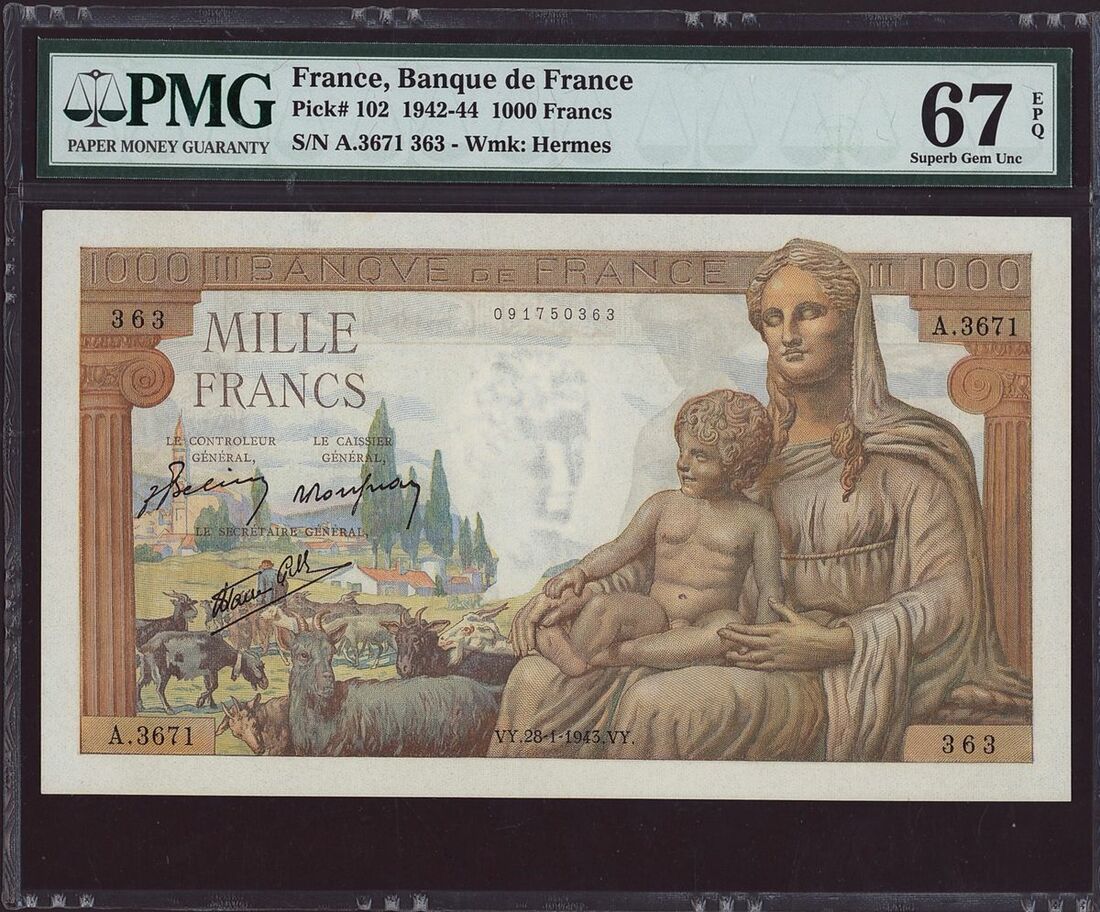 PMG
PAPER MONEY GUARANTY
France, Banque de France
Pick# 102 1942-44 1000 Francs
S/N A.3671 363 - Wmk: Hermes
67
EPQ
Superb Gem Unc
1000 BANQVE DE FRANCE 1000
363
091750363
A.3671
MILLE
FRANCS
LE CONTROLEUR
GÉNÉRAL,
LE CAISSIER
GÉNÉRAL,
LE SECRÉTAIRE GÉNÉRAL,
A.3671
VY.28-1-1943.VY.
363